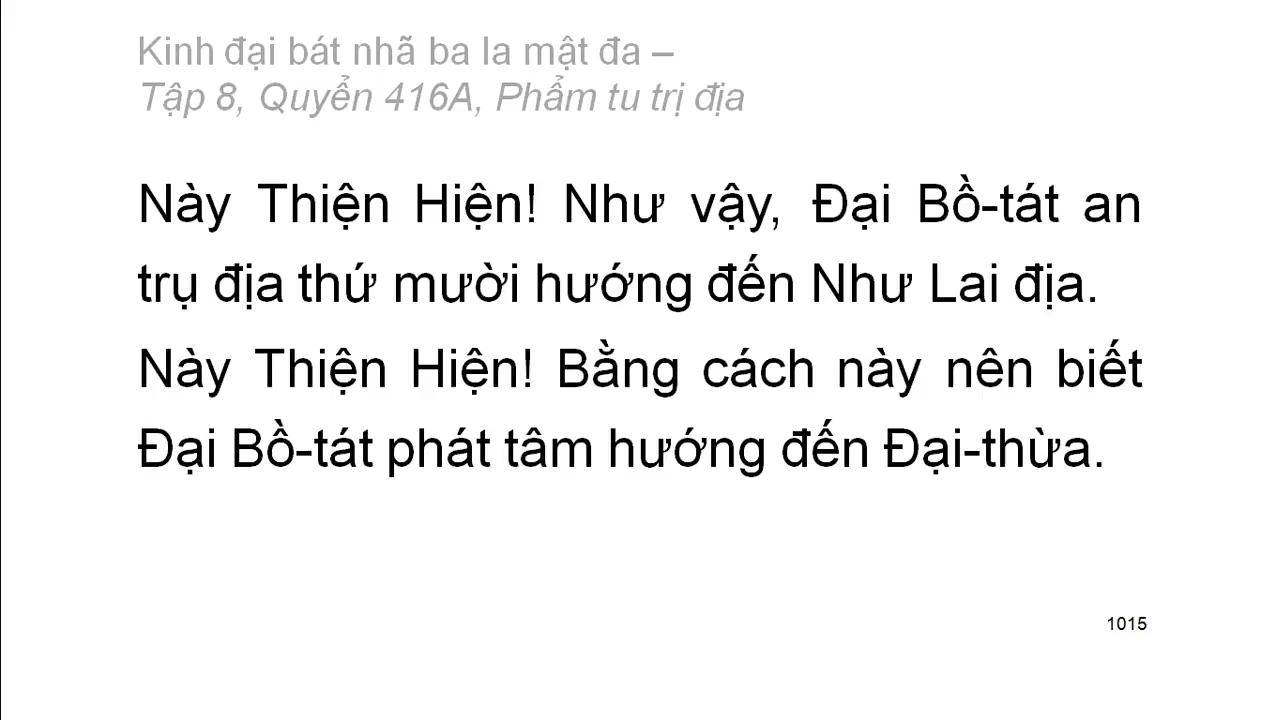 Kinh đại bát nhã ba la mật đa –
Tập 8, Quyển 416A, Phẩm tu trị địa
Này Thiện Hiện! Như vậy, Đại Bồ-tát an
trụ địa thứ mười hướng đến Như Lai địa.
Này Thiện Hiện! Bằng cách này nên biết
Đại Bồ-tát phát tâm hướng đến Đại-thừa.
1015